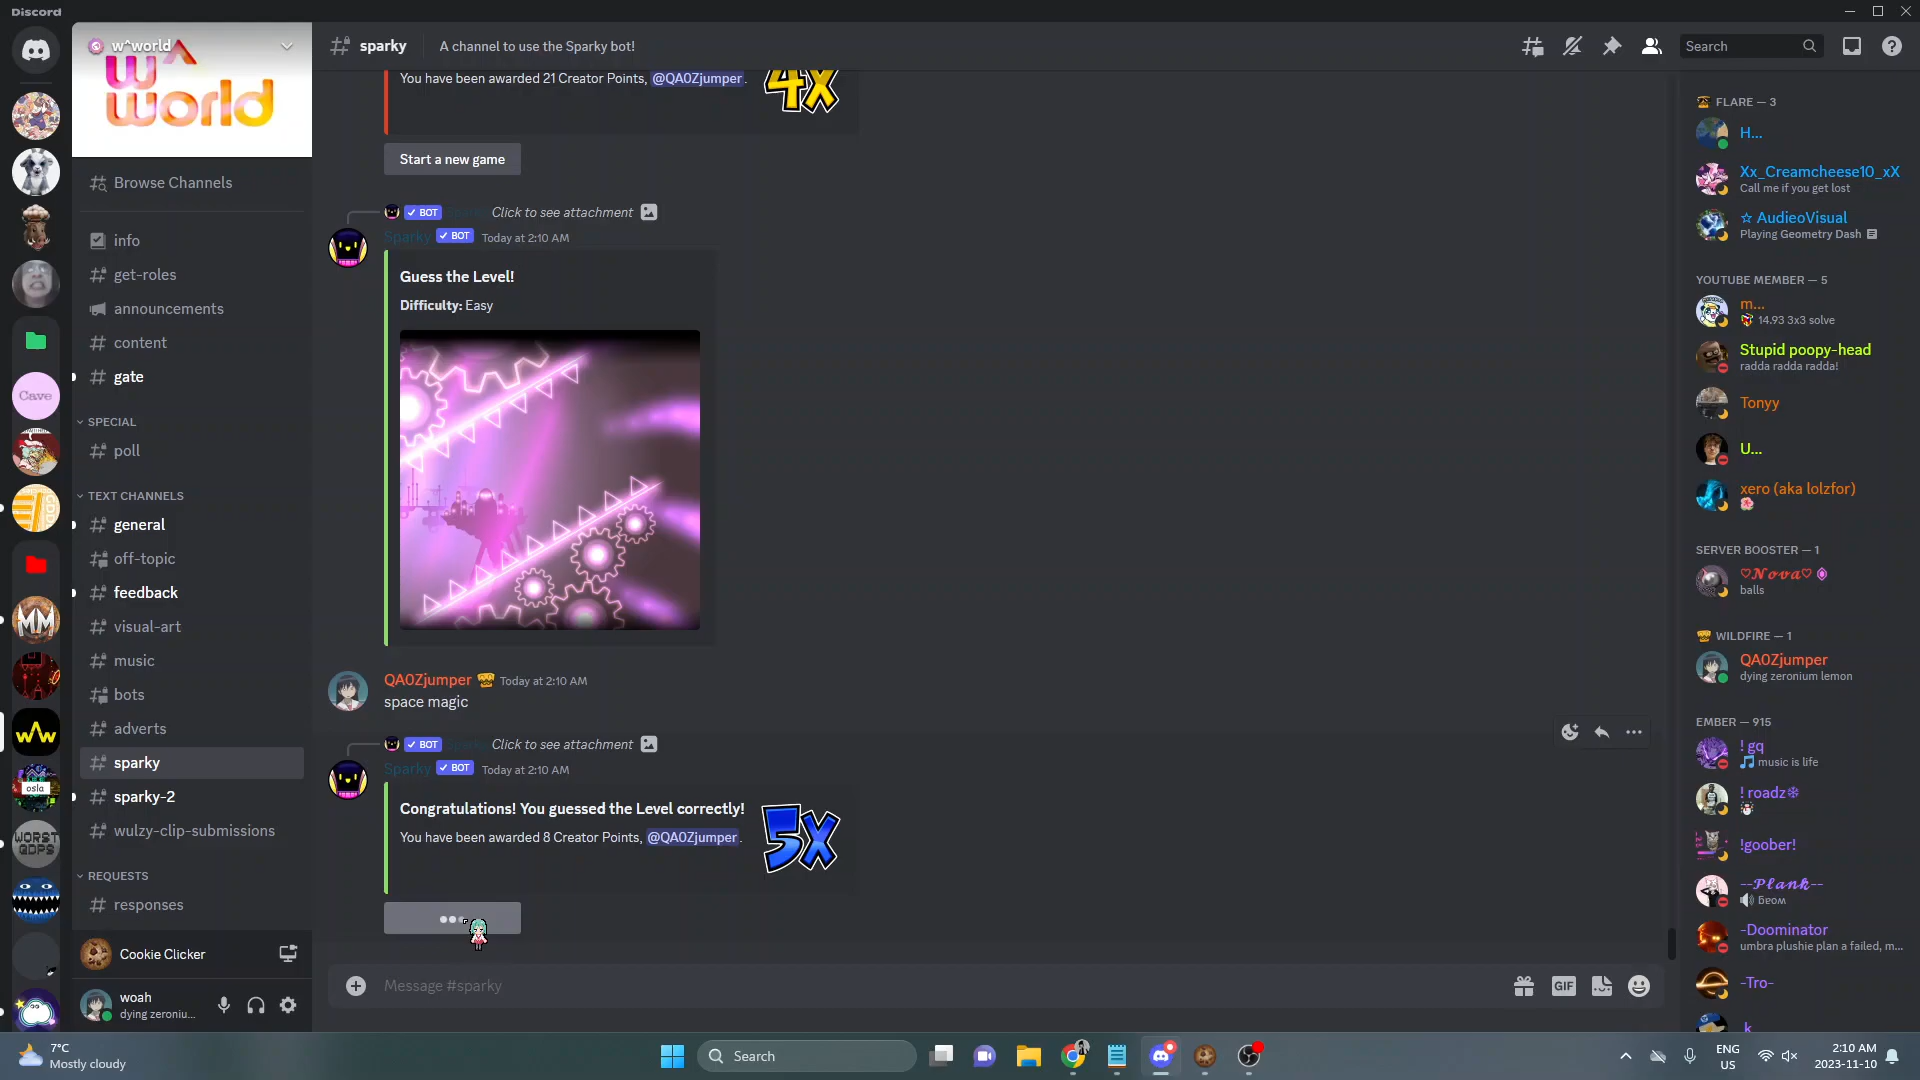 Discord
w^world
w^
world
Browse Channels
info
get-roles
announcements
content
gate
SPECIAL
poll
TEXT CHANNELS
general
off-topic
feedback
visual-art
music
bots
adverts
sparky
sparky-2
wulzy-clip-submissions
REQUESTS
responses
Cookie Clicker
woah
dying zeroniu...
Cave
MM
osla
WORST
GDPS
sparky
A channel to use the Sparky bot!
Search
You have been awarded 21 Creator Points, @QA0Zjumper.
4X
Start a new game
BOT Sparky Click to see attachment
Sparky BOT Today at 2:10 AM
Guess the Level!
Difficulty: Easy
QA0Zjumper Today at 2:10 AM
space magic
BOT Sparky Click to see attachment
Sparky BOT Today at 2:10 AM
Congratulations! You guessed the Level correctly!
You have been awarded 8 Creator Points, @QA0Zjumper.
5X
Message #sparky
GIF
FLARE — 3
H...
Xx_Creamcheese10_xX
Call me if you get lost
☆ AudieoVisual
Playing Geometry Dash
YOUTUBE MEMBER — 5
m...
14.93 3x3 solve
Stupid poopy-head
radda radda radda!
Tonyy
U...
xero (aka lolzfor)
SERVER BOOSTER — 1
♡𝓝𝓸𝓿𝓪♡
balls
WILDFIRE — 1
QA0Zjumper
dying zeronium lemon
EMBER — 915
! gq
music is life
! roadz❄
!goober!
--𝓟𝓵𝓪𝓷𝓴--
Беом
-Doominator
umbra plushie plan a failed, m...
-Tro-
.k
7°C
Mostly cloudy
Search
ENG
US
2:10 AM
2023-11-10